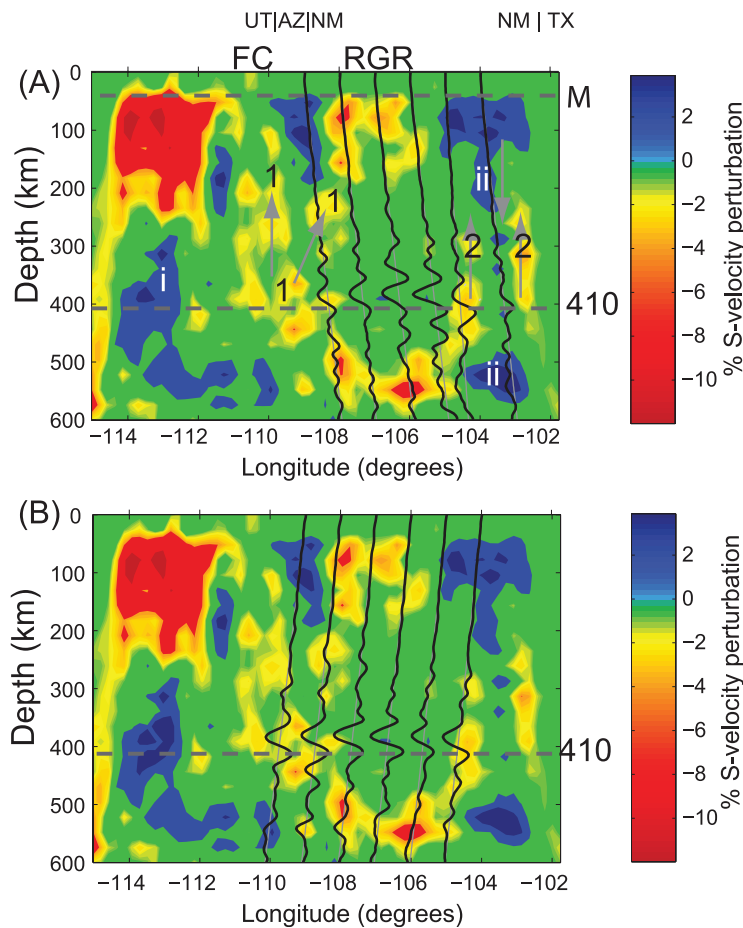 UT|AZ|NM NM | TX
(A) FC RGR
0
100
200
300
400
500
600
Depth (km)
M
410
1
1
1
2
2
i
ii
ii
−114 −112 −110 −108 −106 −104 −102
Longitude (degrees)
2
0
−2
−4
−6
−8
−10
% S-velocity perturbation
(B)
0
100
200
300
400
500
600
Depth (km)
410
−114 −112 −110 −108 −106 −104 −102
Longitude (degrees)
2
0
−2
−4
−6
−8
−10
% S-velocity perturbation